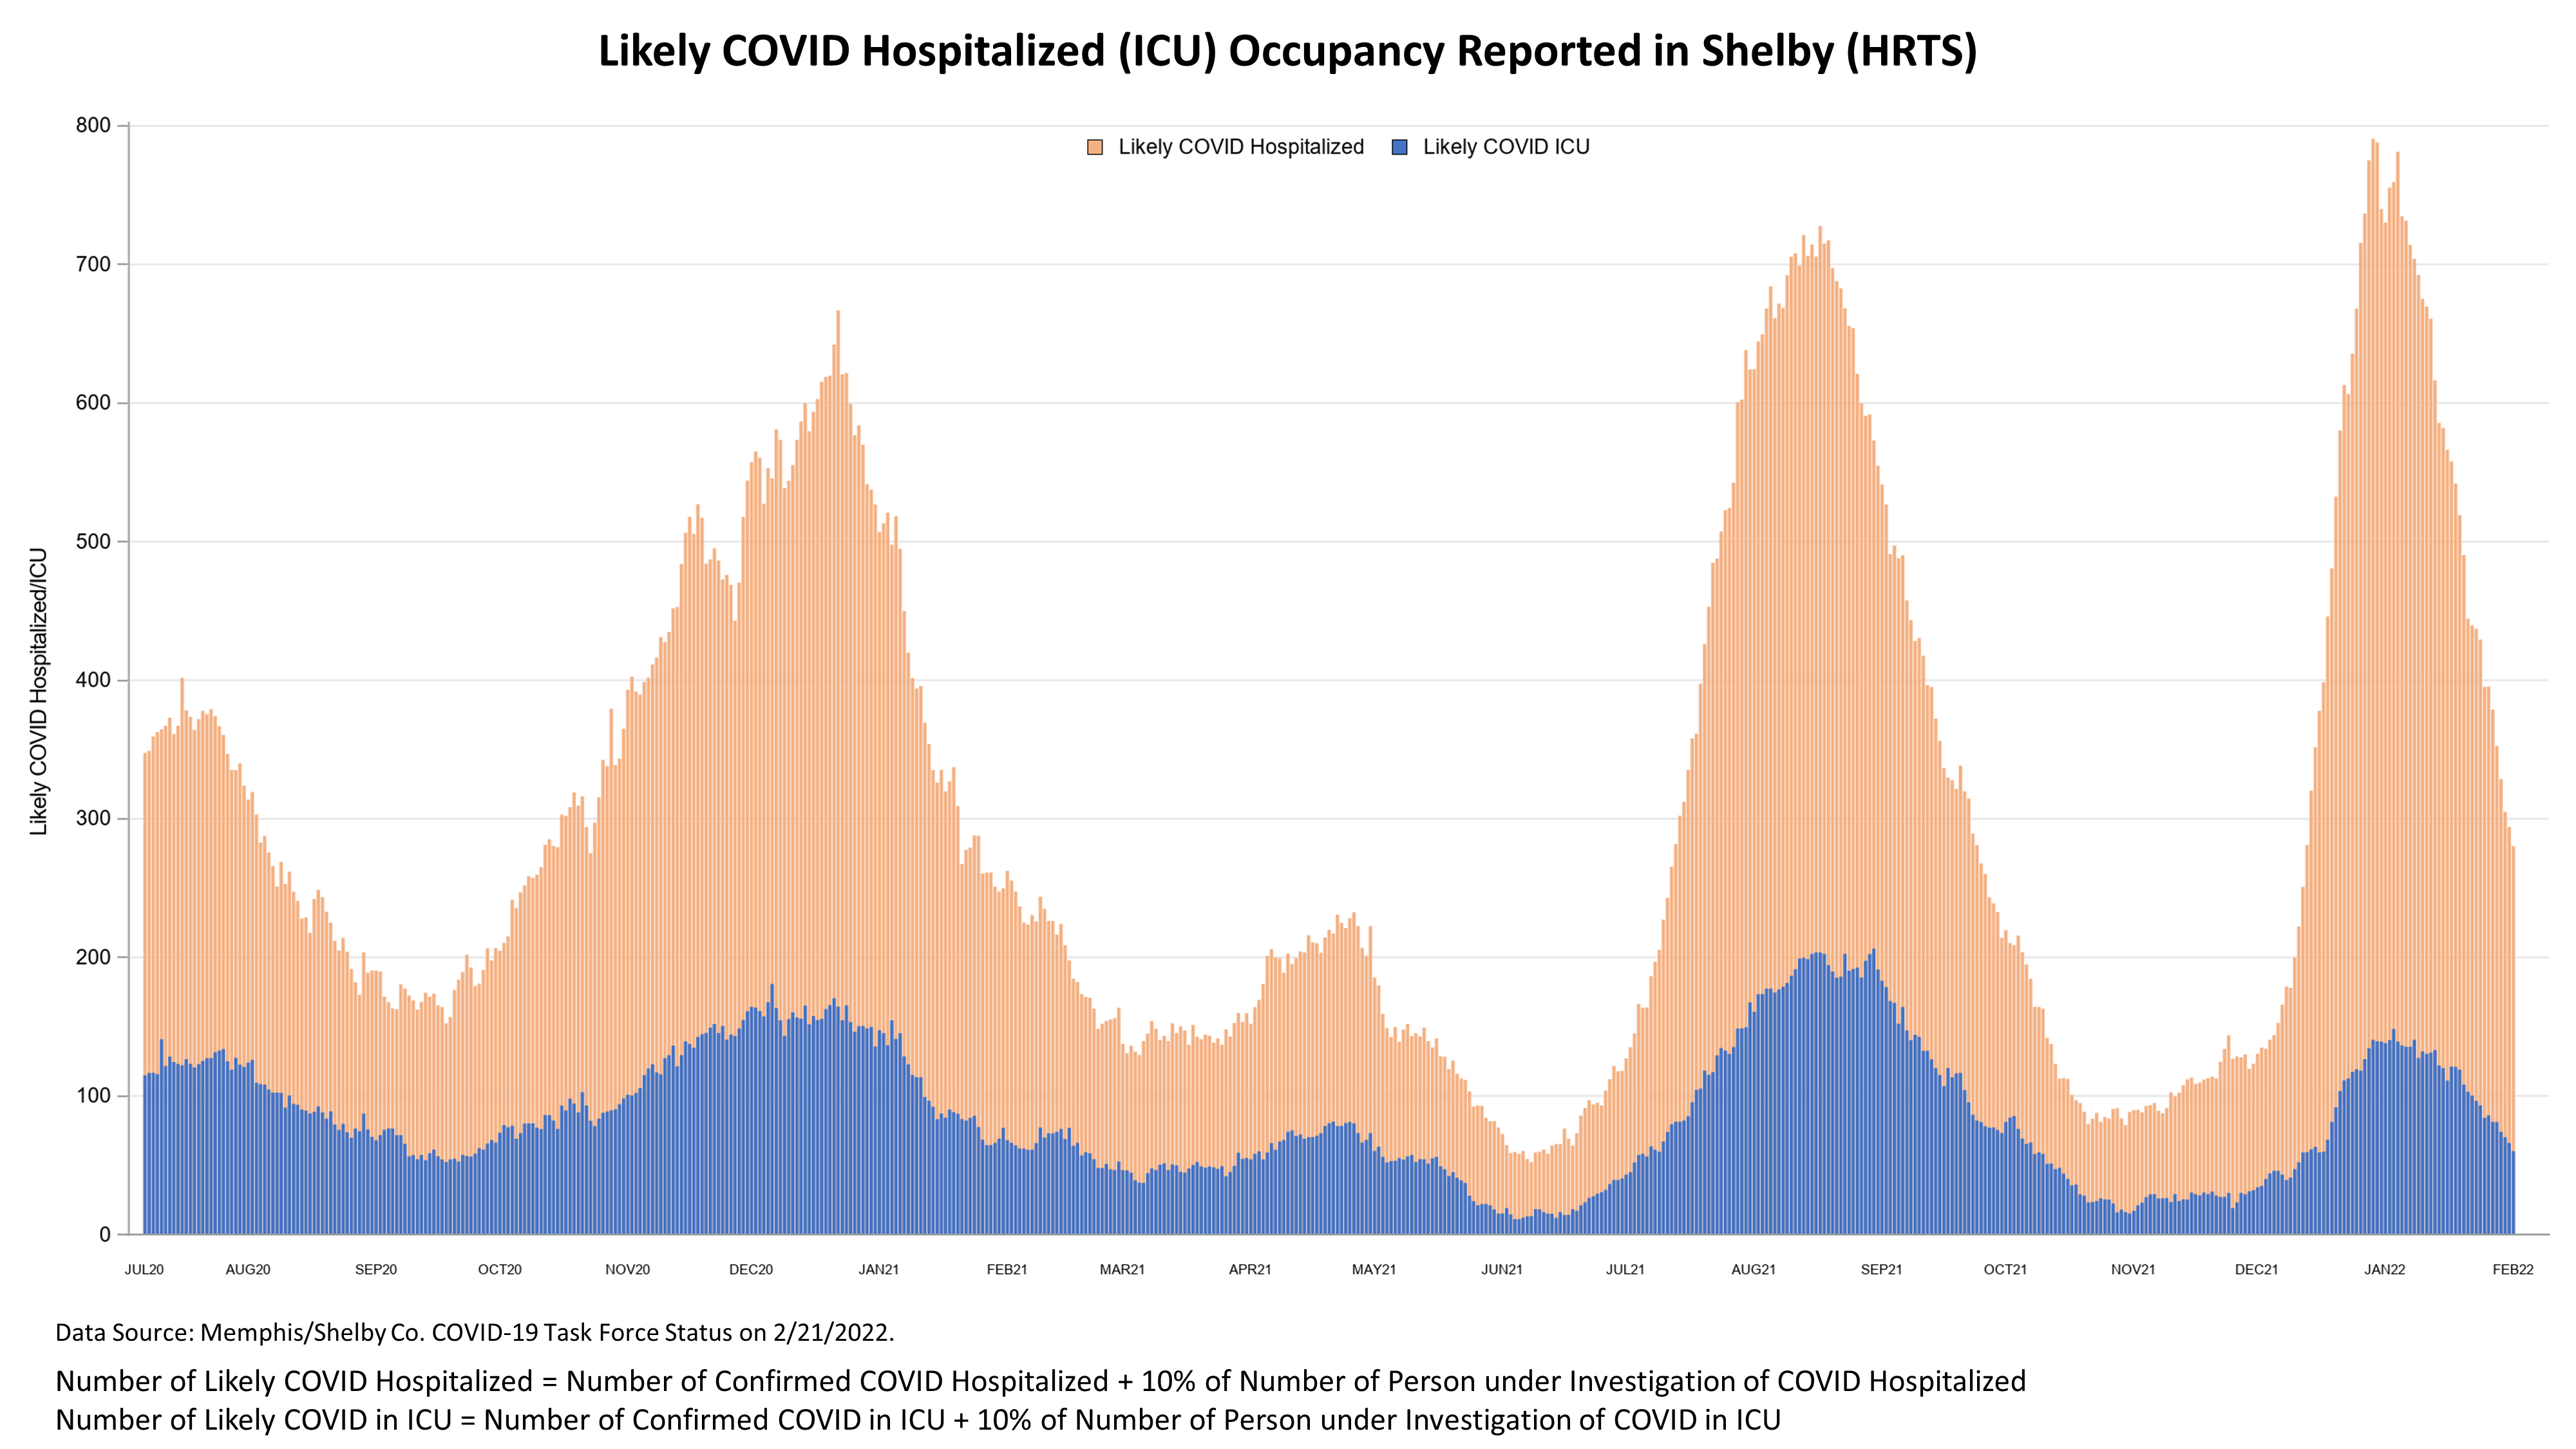 Likely COVID Hospitalized (ICU) Occupancy Reported in Shelby (HRTS)
Likely COVID Hospitalized Likely COVID ICU
Likely COVID Hospitalized/ICU
800
700
600
500
400
300
200
100
0
JUL20 AUG20 SEP20 OCT20 NOV20 DEC20 JAN21 FEB21 MAR21 APR21 MAY21 JUN21 JUL21 AUG21 SEP21 OCT21 NOV21 DEC21 JAN22 FEB22
Data Source: Memphis/Shelby Co. COVID-19 Task Force Status on 2/21/2022.
Number of Likely COVID Hospitalized = Number of Confirmed COVID Hospitalized + 10% of Number of Person under Investigation of COVID Hospitalized
Number of Likely COVID in ICU = Number of Confirmed COVID in ICU + 10% of Number of Person under Investigation of COVID in ICU